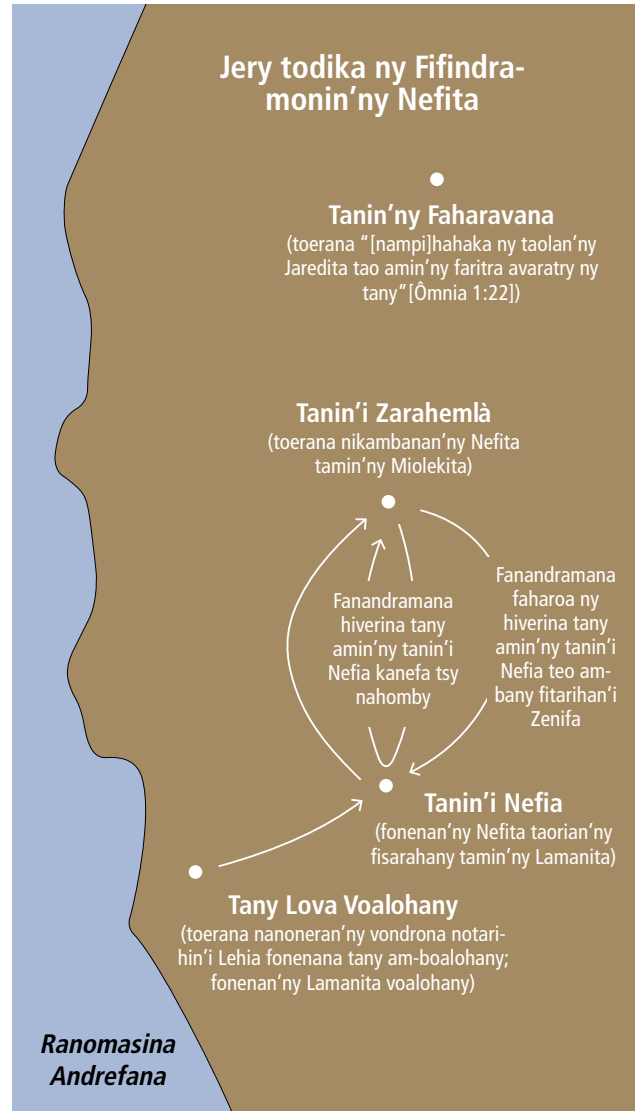 Jery todika ny Fifindra-
monin’ny Nefita
Tanin’ny Faharavana
(toerana “[nampi]hahaka ny taolan’ny
Jaredita tao amin’ny faritra avaratry ny
tany”[Ômnia 1:22])
Tanin’i Zarahemlà
(toerana nikambanan’ny Nefita
tamin’ny Miolekita)
Fanandramana
hiverina tany
amin’ny tanin’i
Nefia kanefa tsy
nahomby
Fanandramana
faharoa ny
hiverina tany
amin’ny tanin’i
Nefia teo am-
bany fitarihan’i
Zenifa
Tanin’i Nefia
(fonenan’ny Nefita taorian’ny
fisarahany tamin’ny Lamanita)
Tany Lova Voalohany
(toerana nanoneran’ny vondrona notari-
hin’i Lehia fonenana tany am-boalohany;
fonenan’ny Lamanita voalohany)
Ranomasina
Andrefana